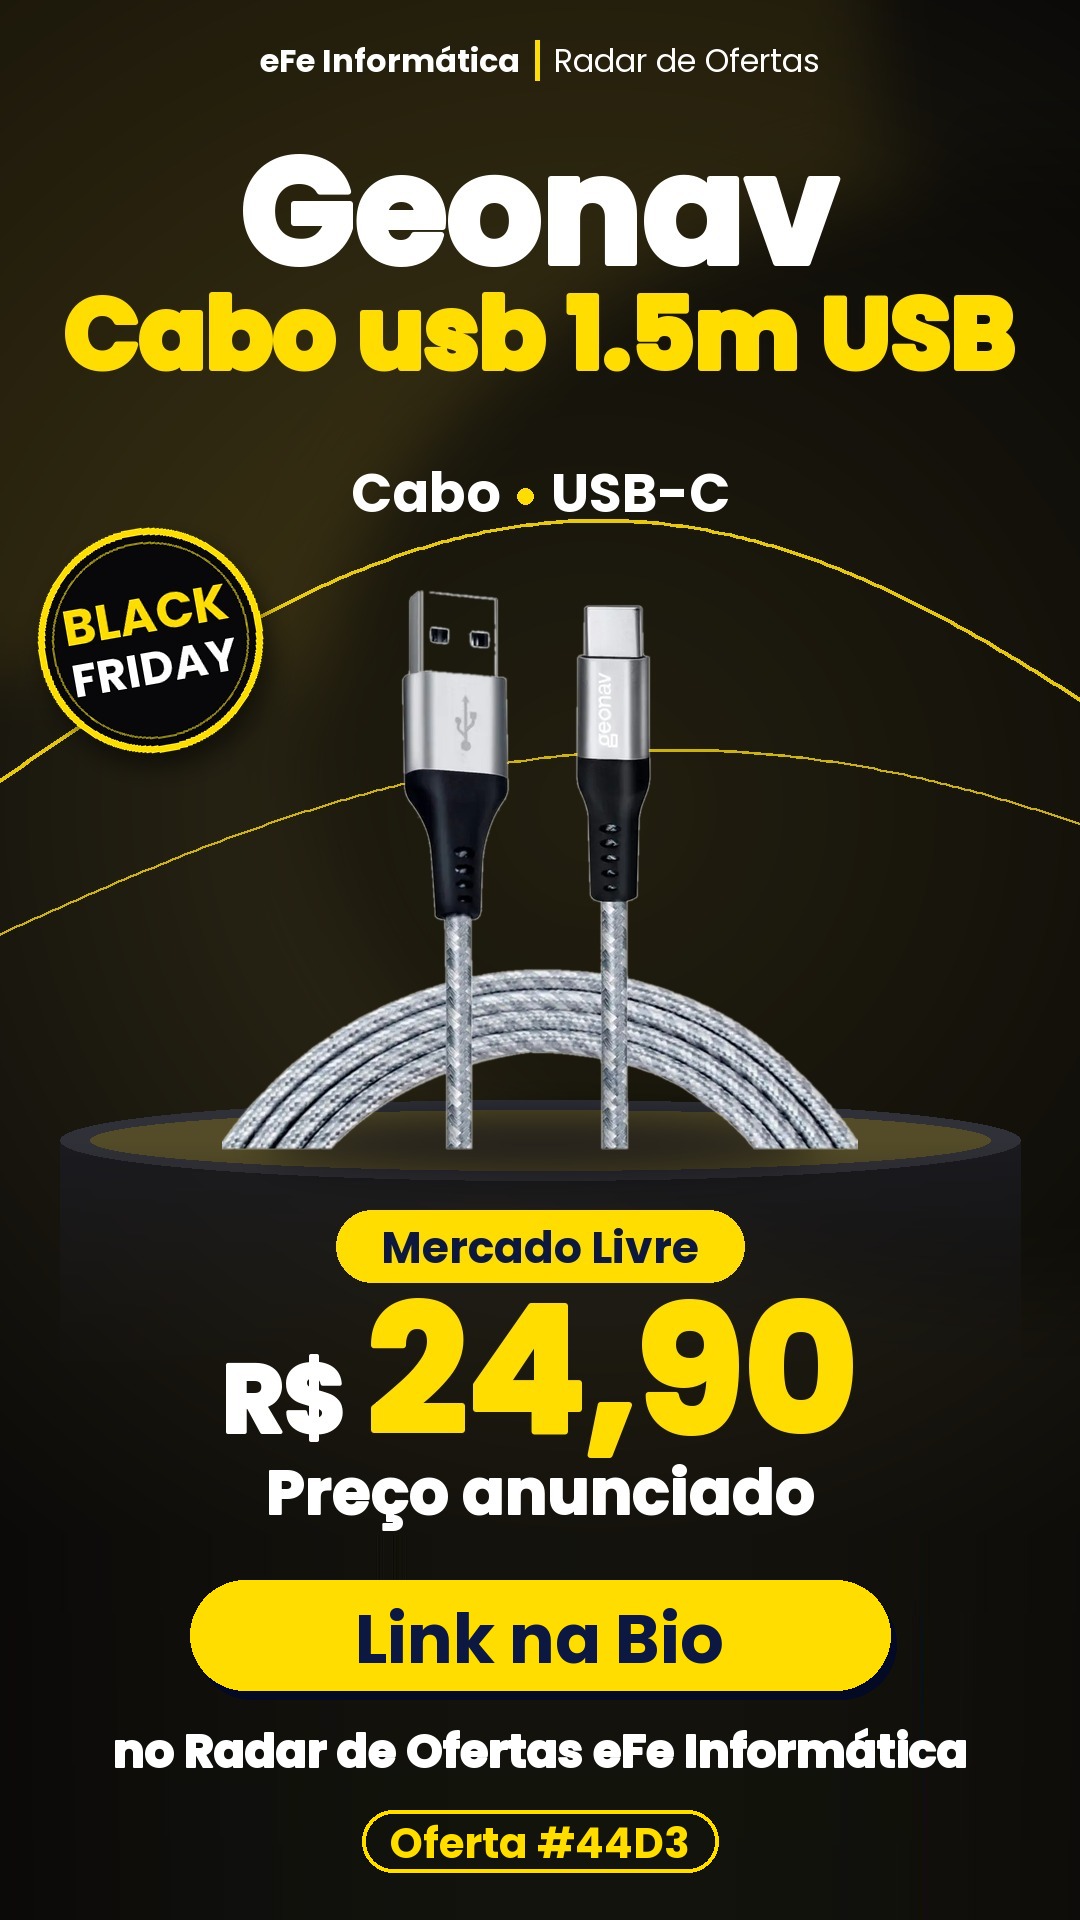 eFe Informática | Radar de Ofertas
Geonav
Cabo usb 1.5m USB
Cabo • USB-C
BLACK
FRIDAY
geonav
Mercado Livre
R$ 24,90
Preço anunciado
Link na Bio
no Radar de Ofertas eFe Informática
Oferta #44D3